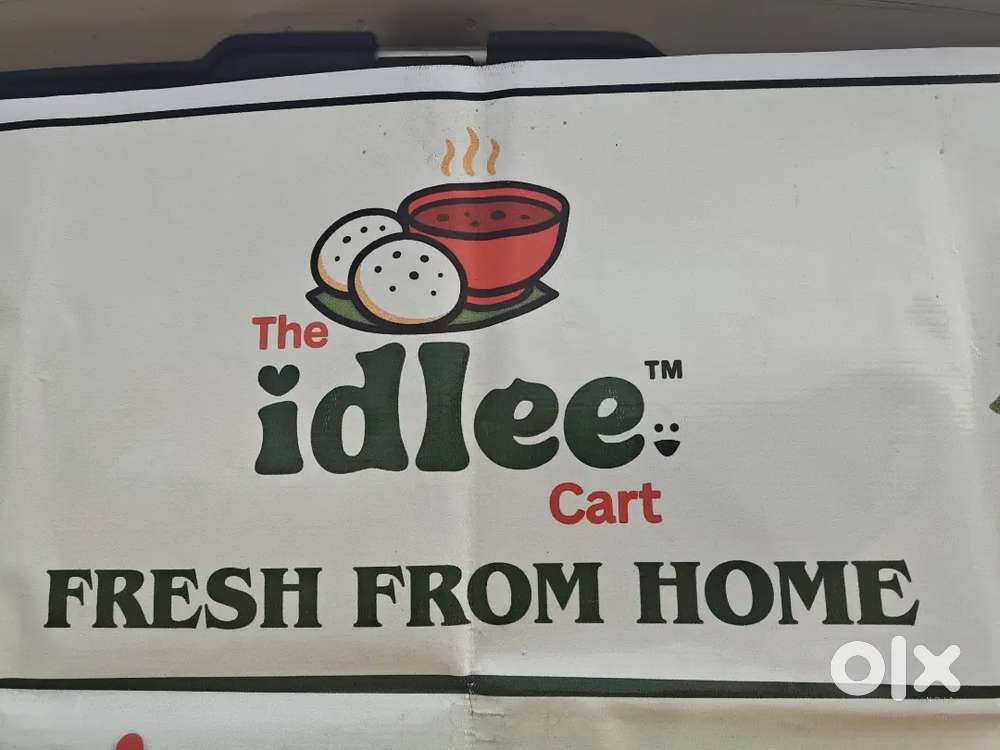 The
idlee™
Cart
FRESH FROM HOME
olx